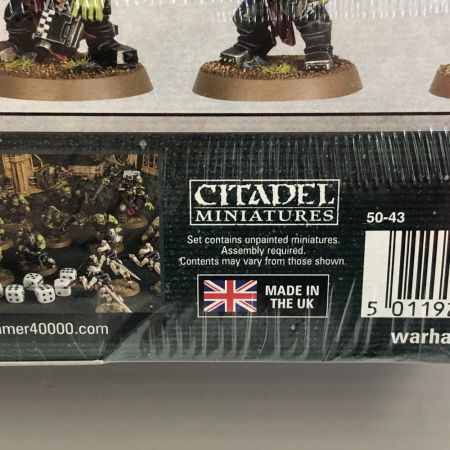 CITADEL
MINIATURES
Set contains unpainted miniatures.
Assembly required.
Contents may vary from those shown.
MADE IN
THE UK
50-43
5 01192
mer40000.com
warha